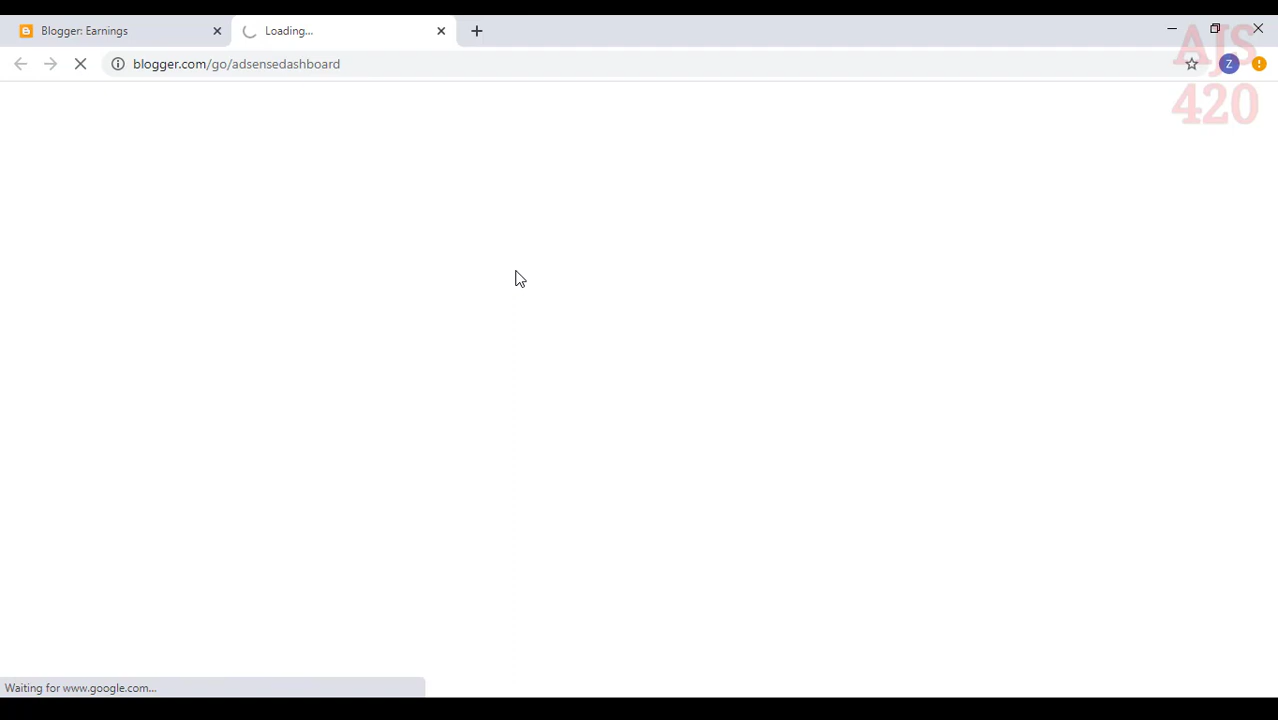 Blogger: Earnings
Loading...
blogger.com/go/adsensedashboard
Z
AJS
420
Waiting for www.google.com...